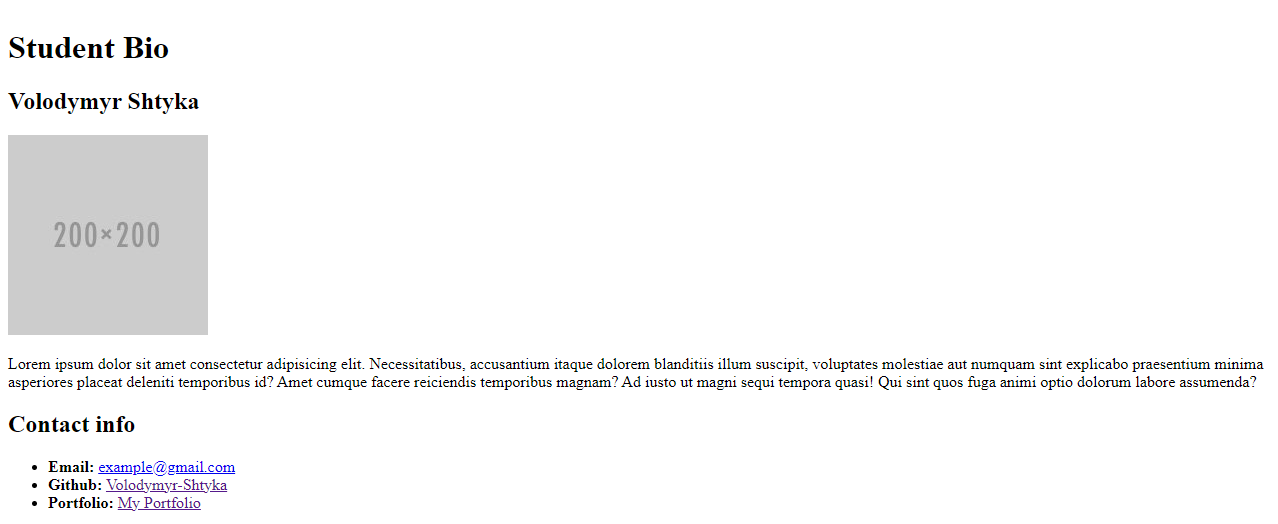 Student Bio
Volodymyr Shtyka
200×200
Lorem ipsum dolor sit amet consectetur adipisicing elit. Necessitatibus, accusantium itaque dolorem blanditiis illum suscipit, voluptates molestiae aut numquam sint explicabo praesentium minima
asperiores placeat deleniti temporibus id? Amet cumque facere reiciendis temporibus magnam? Ad iusto ut magni sequi tempora quasi! Qui sint quos fuga animi optio dolorum labore assumenda?
Contact info
• Email: example@gmail.com
• Github: Volodymyr-Shtyka
• Portfolio: My Portfolio